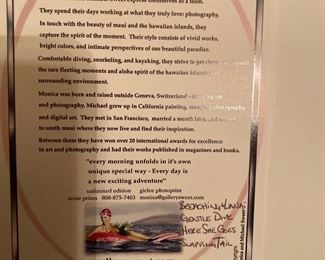 They spend their days working at what they truly love: photography.
In touch with the beauty of maui and the hawaiian islands, they
capture the spirit of the moment. Their style consists of vivid works,
bright colors, and intimate perspectives of our beautiful paradise.
Comfortable diving, snorkeling, and kayaking, they strive to get
the rare fleeting moments and aloha spirit of the hawaiian islands and
surrounding environment.
Monica was born and raised outside Geneva, Switzerland
and photography. Michael grew up in California painting, photography,
and digital art. They met in San Francisco, married a month later, and
to south maui where they now live and find their inspiration.
Between them they have won over 20 international awards for excellence
in art and photography and had their works published in magazines and books.
"every morning unfolds in it's own
unique special way - Every day is
a new exciting adventure"
unlimited edition giclee photoprint
artist prints 808-875-7403 monica@gallerysweet.com
GENTLE DIVE
HERE SHE GOES
SLAPPING TAIL
Monica and Michael Sweet